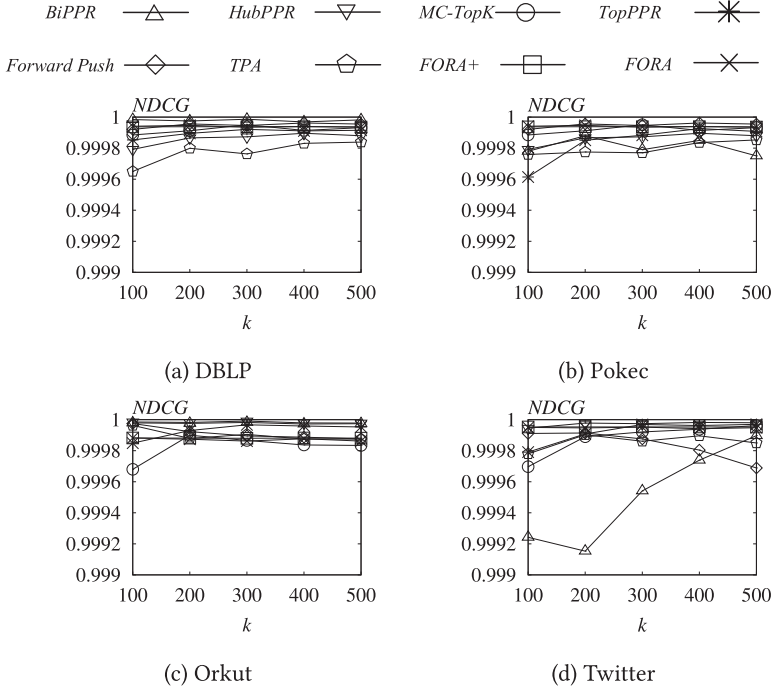 BiPPR HubPPR MC-TopK TopPPR
Forward Push TPA FORA+ FORA
NDCG
1
0.9998
0.9996
0.9994
0.9992
0.999
100 200 300 400 500
k
(a) DBLP
NDCG
1
0.9998
0.9996
0.9994
0.9992
0.999
100 200 300 400 500
k
(b) Pokec
NDCG
1
0.9998
0.9996
0.9994
0.9992
0.999
100 200 300 400 500
k
(c) Orkut
NDCG
1
0.9998
0.9996
0.9994
0.9992
0.999
100 200 300 400 500
k
(d) Twitter